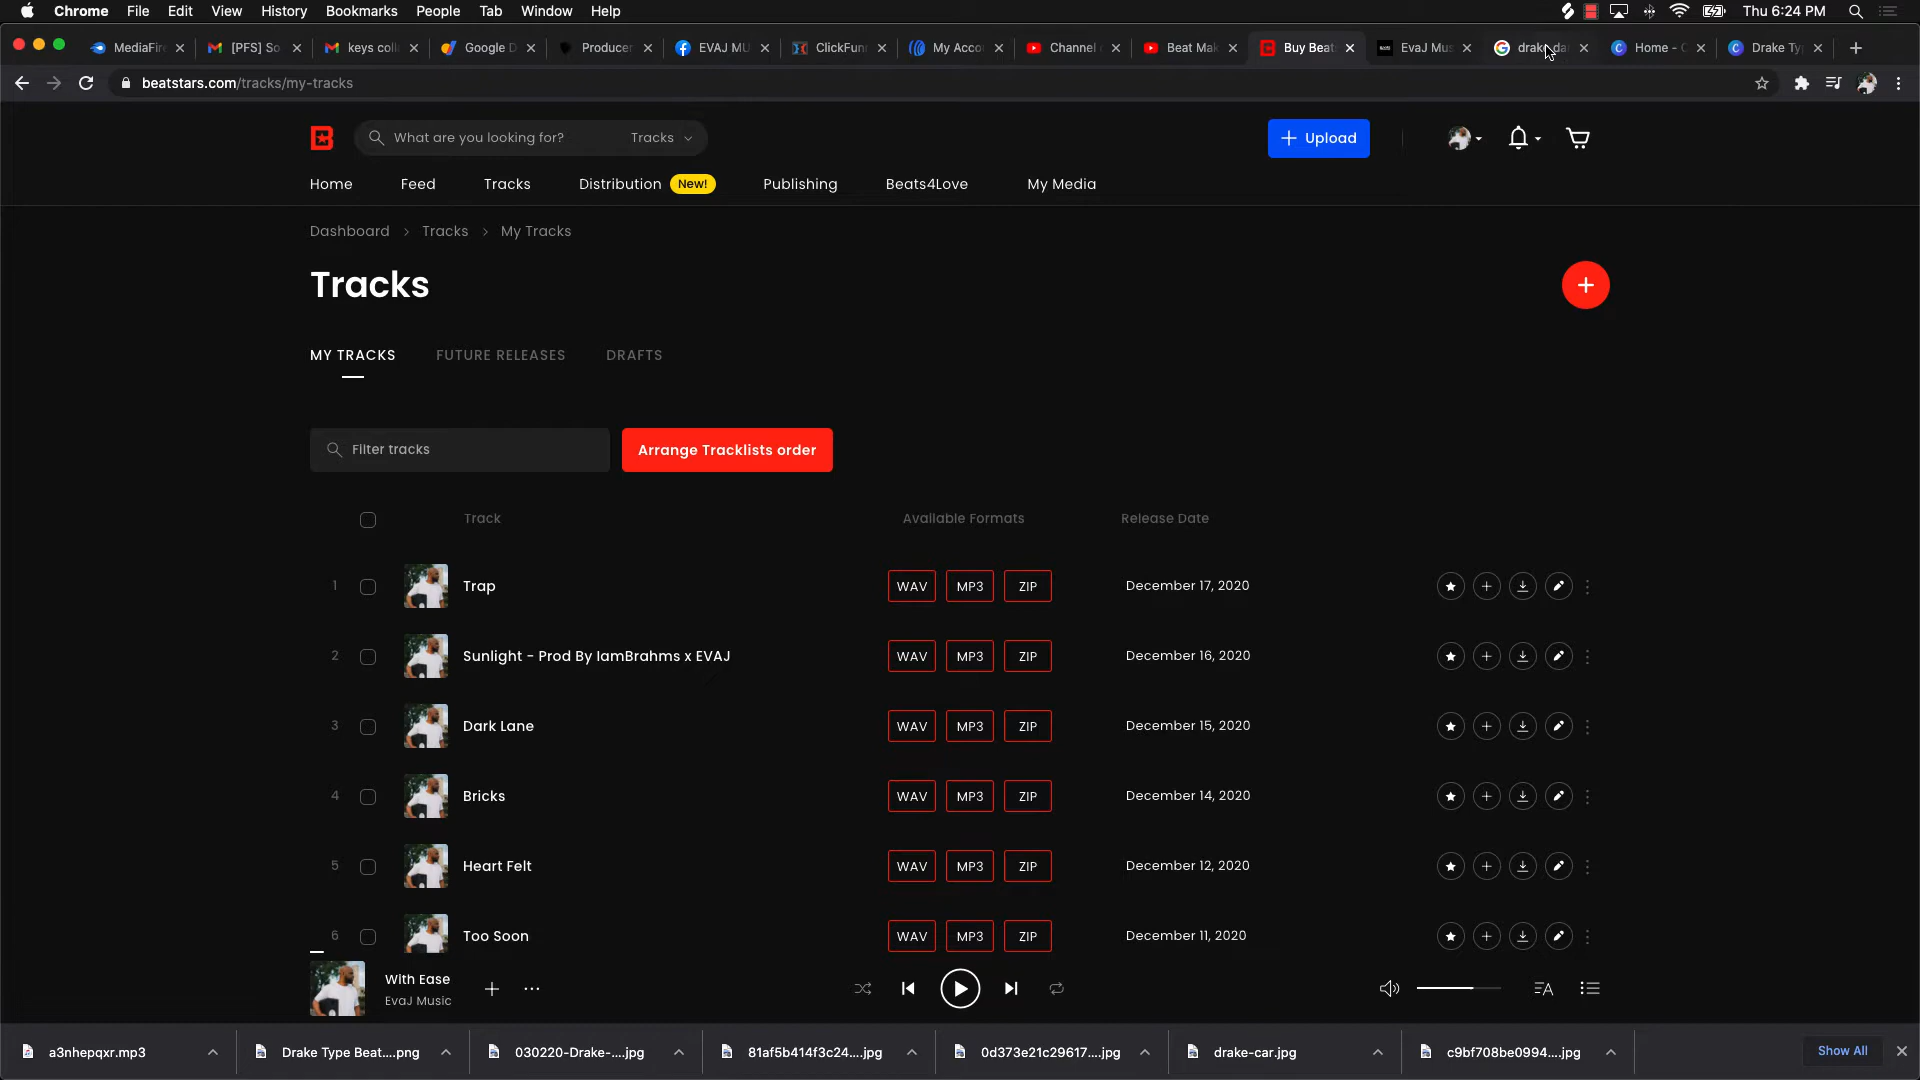 Chrome File Edit View History Bookmarks People Tab Window Help Thu 6:24 PM
MediaFire [PFS] So keys coll Google D Producer EVAJ MU ClickFunn My Acco Channel Beat Mak Buy Beat EvaJ Mus drake da Home - C Drake Ty
beatstars.com/tracks/my-tracks
What are you looking for? Tracks Upload
Home Feed Tracks Distribution New! Publishing Beats4Love My Media
Dashboard > Tracks > My Tracks
Tracks
MY TRACKS FUTURE RELEASES DRAFTS
Filter tracks Arrange Tracklists order
Track Available Formats Release Date
1 Trap WAV MP3 ZIP December 17, 2020
2 Sunlight - Prod By IamBrahms x EVAJ WAV MP3 ZIP December 16, 2020
3 Dark Lane WAV MP3 ZIP December 15, 2020
4 Bricks WAV MP3 ZIP December 14, 2020
5 Heart Felt WAV MP3 ZIP December 12, 2020
6 Too Soon WAV MP3 ZIP December 11, 2020
With Ease
EvaJ Music
a3nhepqxr.mp3 Drake Type Beat....png 030220-Drake-....jpg 81af5b414f3c24....jpg 0d373e21c29617....jpg drake-car.jpg c9bf708be0994....jpg Show All